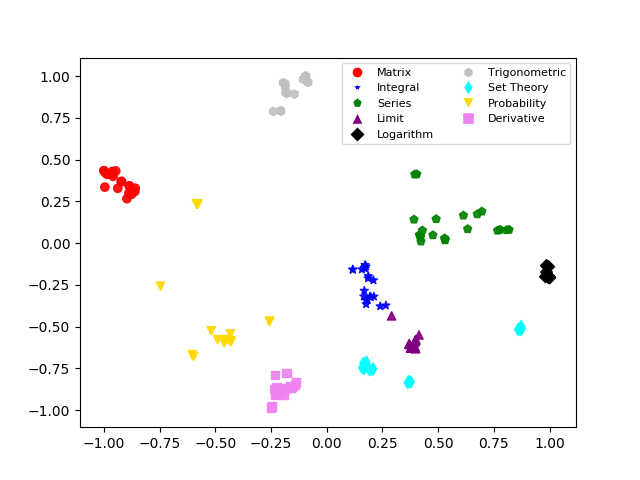 1.00
0.75
0.50
0.25
0.00
−0.25
−0.50
−0.75
−1.00
Matrix
Integral
Series
Limit
Logarithm
Trigonometric
Set Theory
Probability
Derivative
−1.00 −0.75 −0.50 −0.25 0.00 0.25 0.50 0.75 1.00